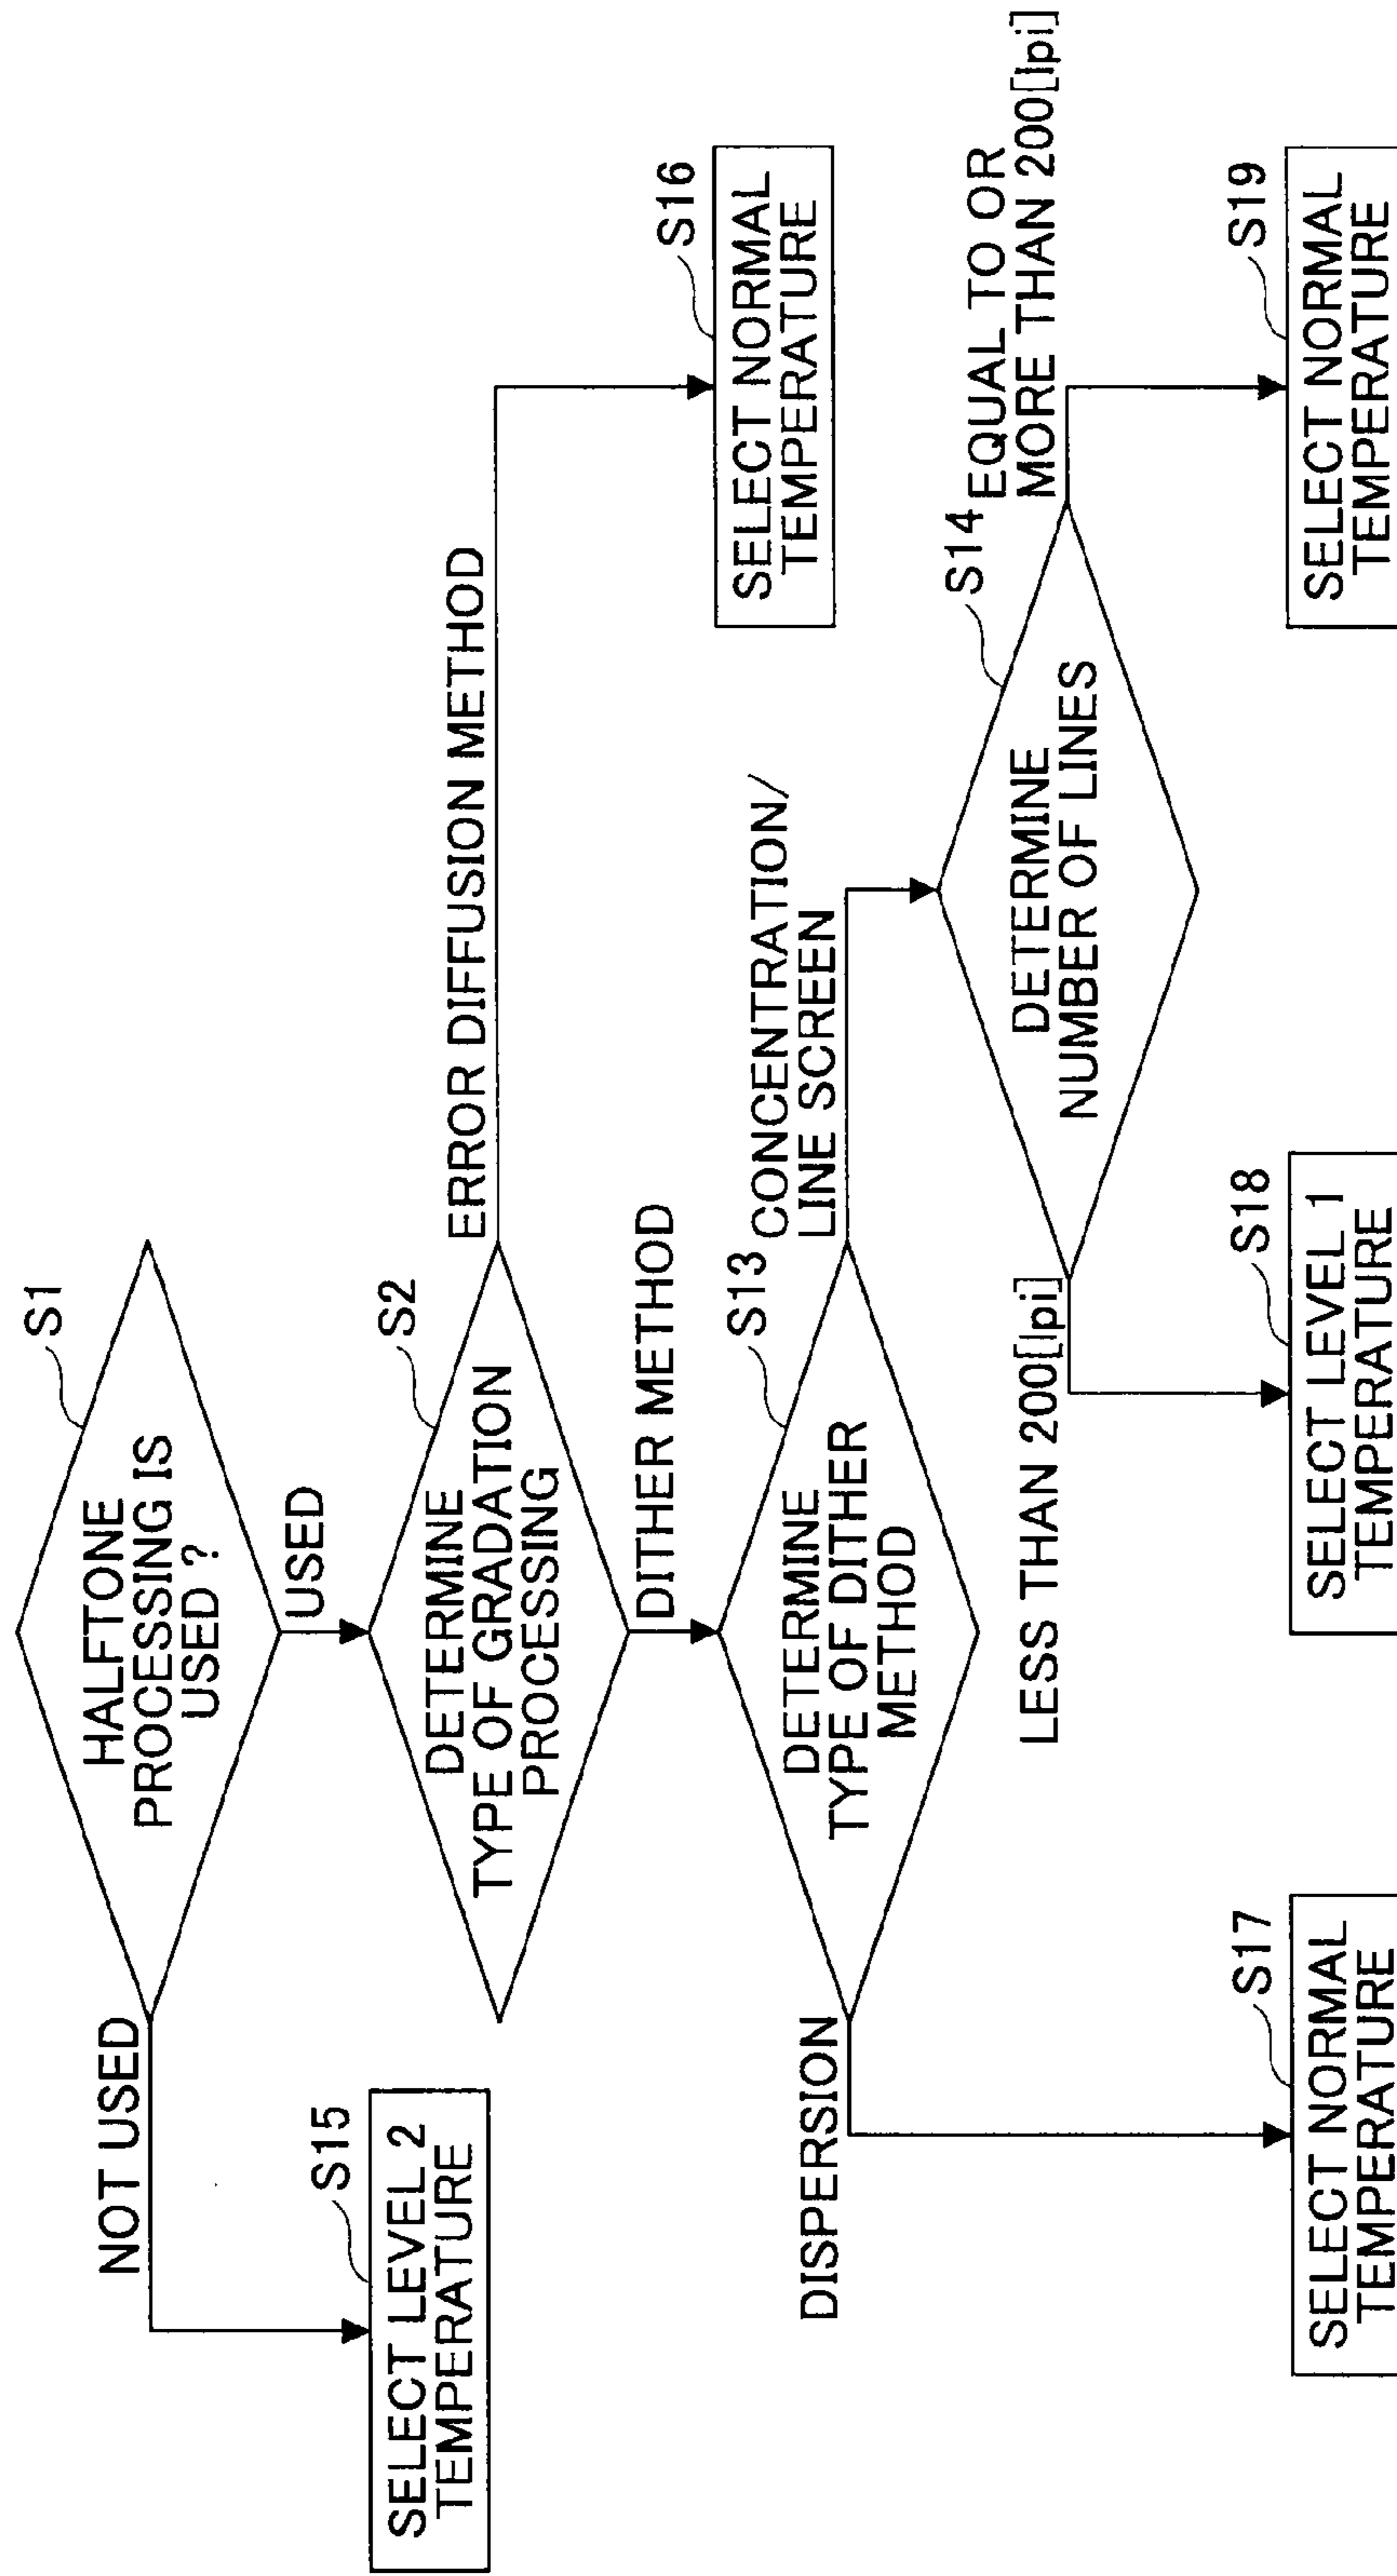 S1
HALFTONE
PROCESSING IS
USED ?
NOT USED
USED
S15
SELECT LEVEL 2
TEMPERATURE
S2
DETERMINE
TYPE OF GRADATION
PROCESSING
ERROR DIFFUSION METHOD
DITHER METHOD
S16
SELECT NORMAL
TEMPERATURE
S13
DETERMINE
TYPE OF DITHER
METHOD
DISPERSION
CONCENTRATION/
LINE SCREEN
S14
DETERMINE
NUMBER OF LINES
LESS THAN 200[lpi]
EQUAL TO OR
MORE THAN 200[lpi]
S17
SELECT NORMAL
TEMPERATURE
S18
SELECT LEVEL 1
TEMPERATURE
S19
SELECT NORMAL
TEMPERATURE